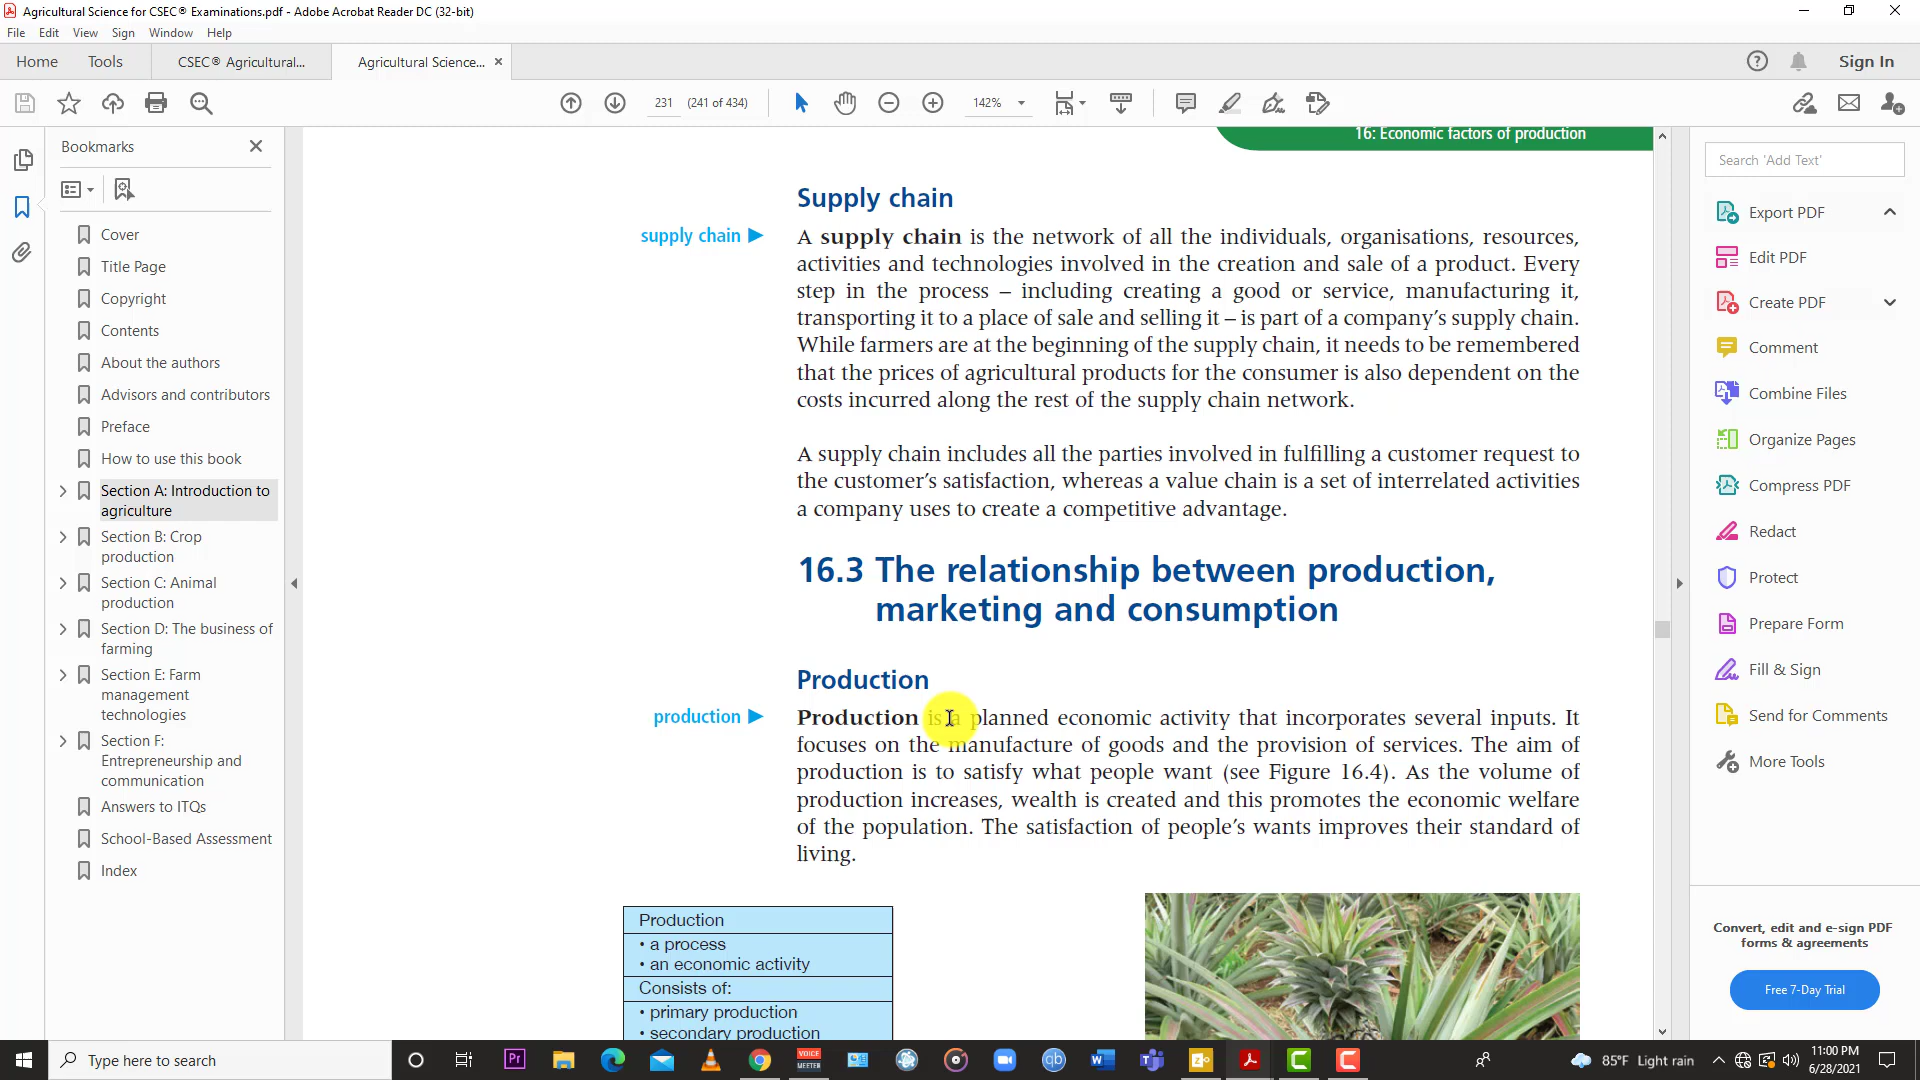 Agricultural Science for CSEC® Examinations.pdf - Adobe Acrobat Reader DC (32-bit)
File Edit View Sign Window Help
Home Tools CSEC® Agricultural... Agricultural Science... ×
Sign In
231 (241 of 434) 142%
Bookmarks
Cover
Title Page
Copyright
Contents
About the authors
Advisors and contributors
Preface
How to use this book
Section A: Introduction to
agriculture
Section B: Crop
production
Section C: Animal
production
Section D: The business of
farming
Section E: Farm
management
technologies
Section F:
Entrepreneurship and
communication
Answers to ITQs
School-Based Assessment
Index
16: Economic factors of production
Supply chain
supply chain ▶
A supply chain is the network of all the individuals, organisations, resources,
activities and technologies involved in the creation and sale of a product. Every
step in the process – including creating a good or service, manufacturing it,
transporting it to a place of sale and selling it – is part of a company's supply chain.
While farmers are at the beginning of the supply chain, it needs to be remembered
that the prices of agricultural products for the consumer is also dependent on the
costs incurred along the rest of the supply chain network.
A supply chain includes all the parties involved in fulfilling a customer request to
the customer's satisfaction, whereas a value chain is a set of interrelated activities
a company uses to create a competitive advantage.
16.3 The relationship between production,
marketing and consumption
Production
production ▶
Production is a planned economic activity that incorporates several inputs. It
focuses on the manufacture of goods and the provision of services. The aim of
production is to satisfy what people want (see Figure 16.4). As the volume of
production increases, wealth is created and this promotes the economic welfare
of the population. The satisfaction of people's wants improves their standard of
living.
Production
• a process
• an economic activity
Consists of:
• primary production
• secondary production
Search 'Add Text'
Export PDF
Edit PDF
Create PDF
Comment
Combine Files
Organize Pages
Compress PDF
Redact
Protect
Prepare Form
Fill & Sign
Send for Comments
More Tools
Convert, edit and e-sign PDF
forms & agreements
Free 7-Day Trial
Type here to search
Pr
VOICE
MEETER
qb
85°F Light rain
11:00 PM
6/28/2021